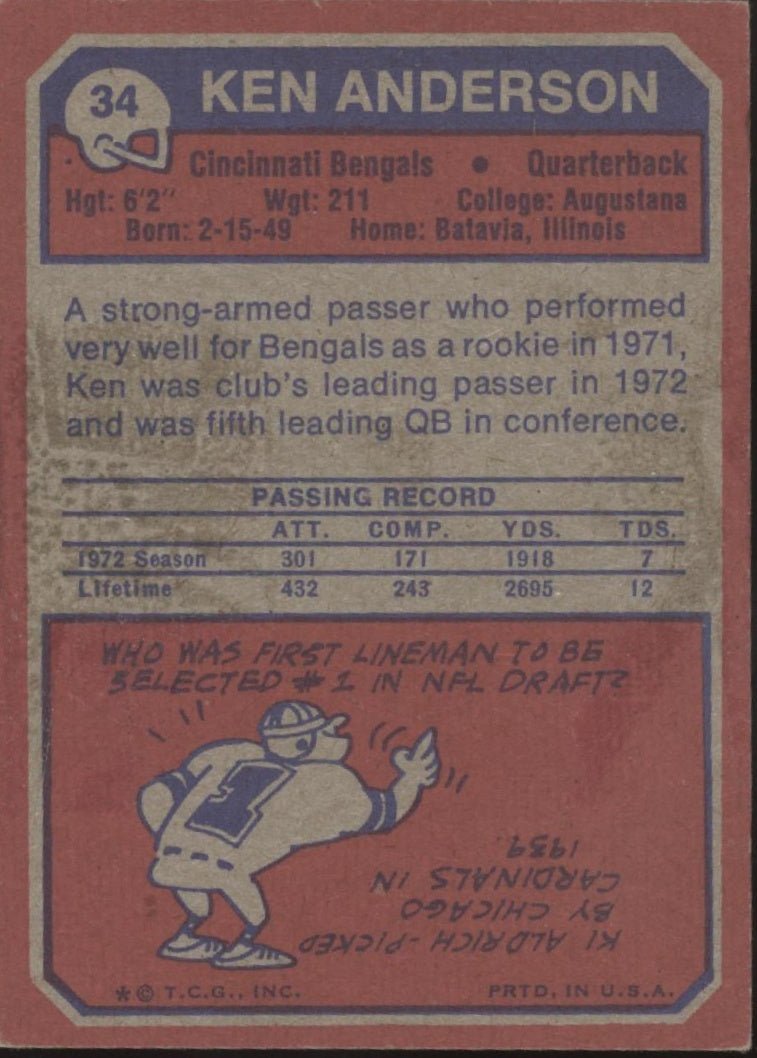 34
KEN ANDERSON
Cincinnati Bengals • Quarterback
Hgt: 6'2" Wgt: 211 College: Augustana
Born: 2-15-49 Home: Batavia, Illinois
A strong-armed passer who performed
very well for Bengals as a rookie in 1971,
Ken was club's leading passer in 1972
and was fifth leading QB in conference.
PASSING RECORD
ATT. COMP. YDS. TDS.
1972 Season 301 171 1918 7
Lifetime 432 243 2695 12
WHO WAS FIRST LINEMAN TO BE
SELECTED #1 IN NFL DRAFT?
1
KI ALDRICH-PICKED
BY CHICAGO
CARDINALS IN
1939.
* © T.C.G., INC. PRTD. IN U.S.A.